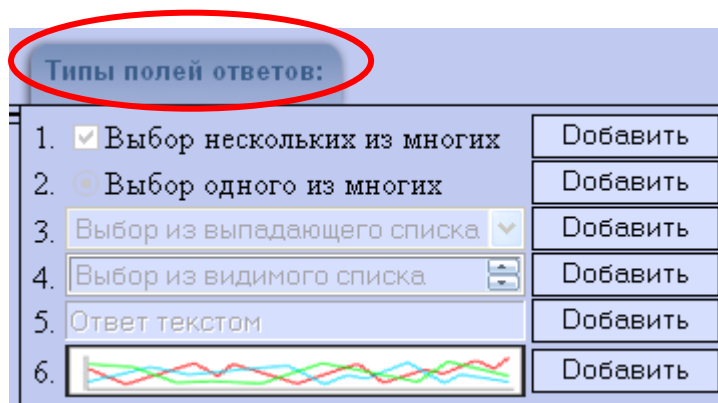 Типы полей ответов:
1. Выбор нескольких из многих Добавить
2. Выбор одного из многих Добавить
3. Выбор из выпадающего списка Добавить
4. Выбор из видимого списка Добавить
5. Ответ текстом Добавить
6. Добавить